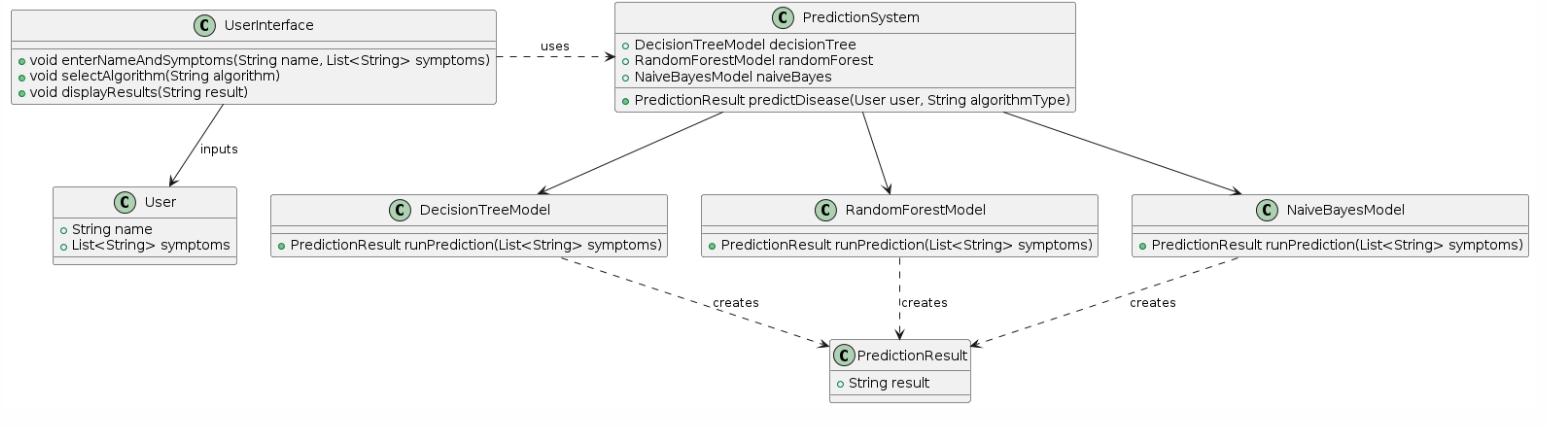 C UserInterface
void enterNameAndSymptoms(String name, List<String> symptoms)
void selectAlgorithm(String algorithm)
void displayResults(String result)
uses
C PredictionSystem
DecisionTreeModel decisionTree
RandomForestModel randomForest
NaiveBayesModel naiveBayes
PredictionResult predictDisease(User user, String algorithmType)
inputs
C User
String name
List<String> symptoms
C DecisionTreeModel
PredictionResult runPrediction(List<String> symptoms)
C RandomForestModel
PredictionResult runPrediction(List<String> symptoms)
C NaiveBayesModel
PredictionResult runPrediction(List<String> symptoms)
creates
creates
creates
C PredictionResult
String result